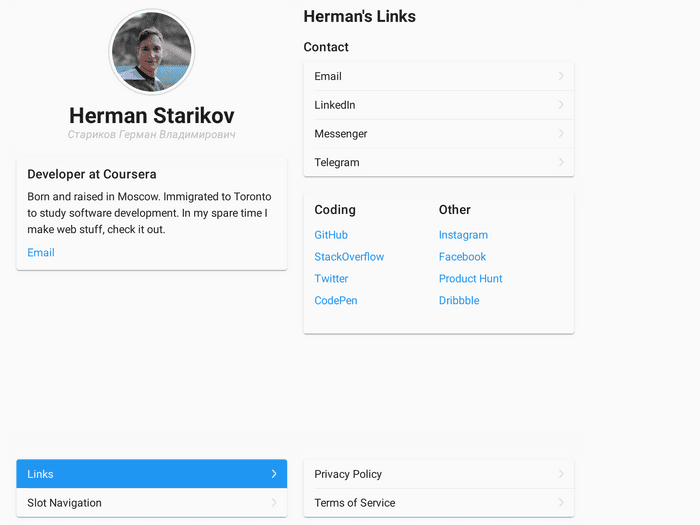 Herman Starikov
Стариков Герман Владимирович
Developer at Coursera
Born and raised in Moscow. Immigrated to Toronto
to study software development. In my spare time I
make web stuff, check it out.
Email
Links
Slot Navigation
Herman's Links
Contact
Email
LinkedIn
Messenger
Telegram
Coding
GitHub
StackOverflow
Twitter
CodePen
Other
Instagram
Facebook
Product Hunt
Dribbble
Privacy Policy
Terms of Service